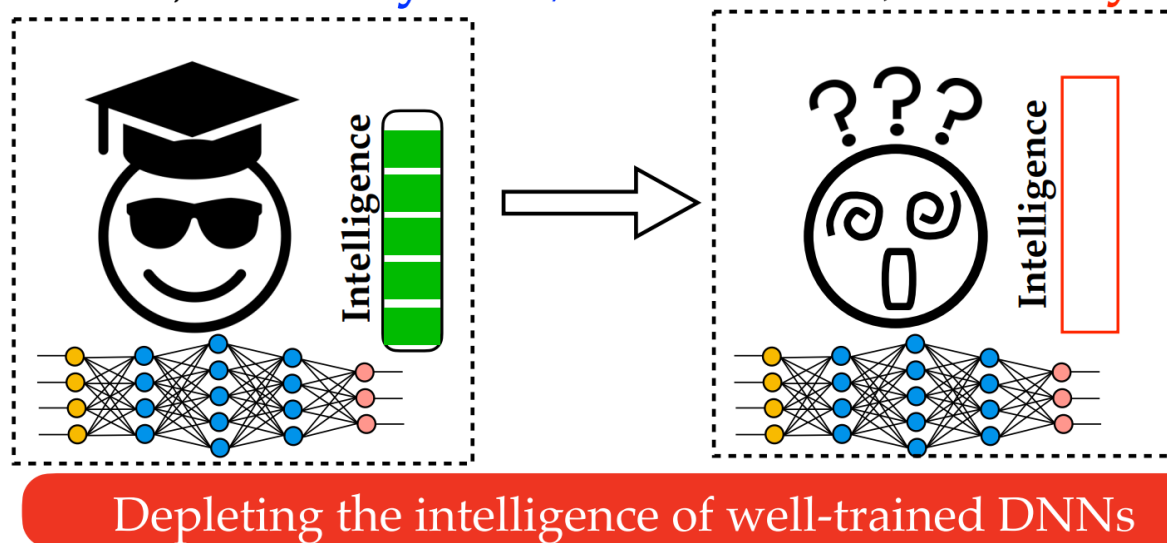 ? ? ?
Intelligence
Intelligence
Depleting the intelligence of well-trained DNNs